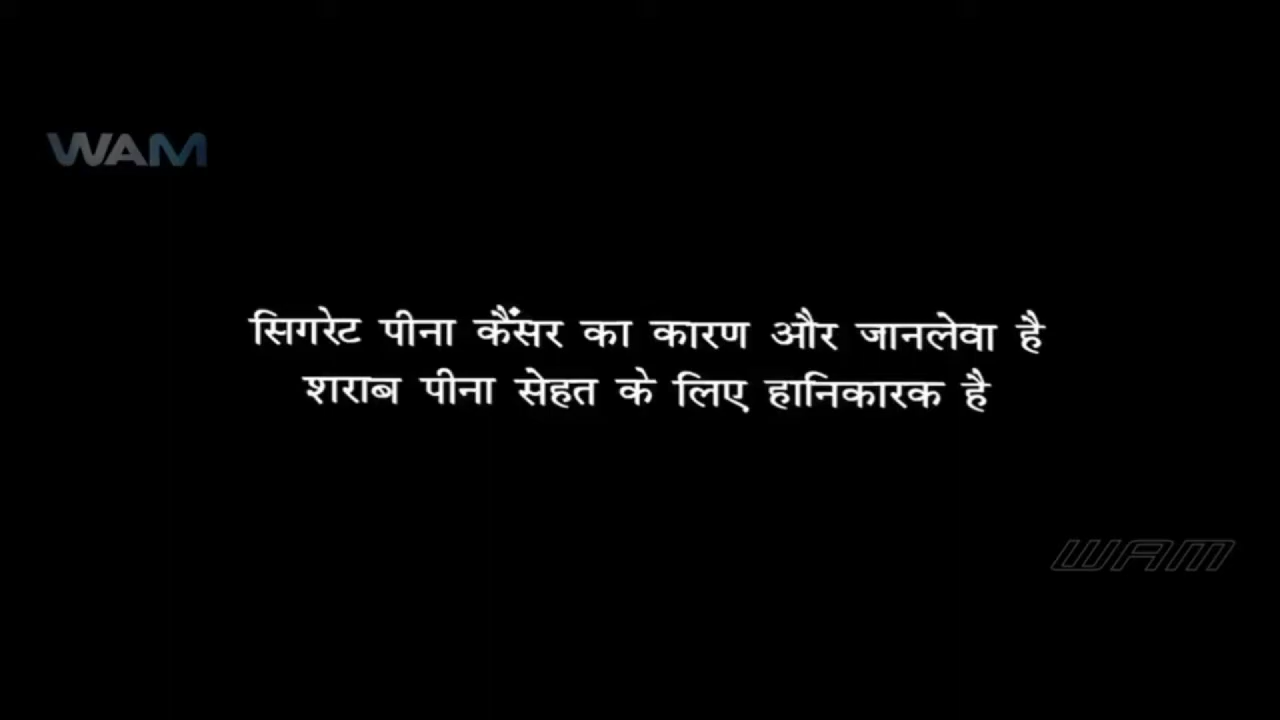 WAM
सिगरेट पीना कैंसर का कारण और जानलेवा है
शराब पीना सेहत के लिए हानिकारक है
WAM